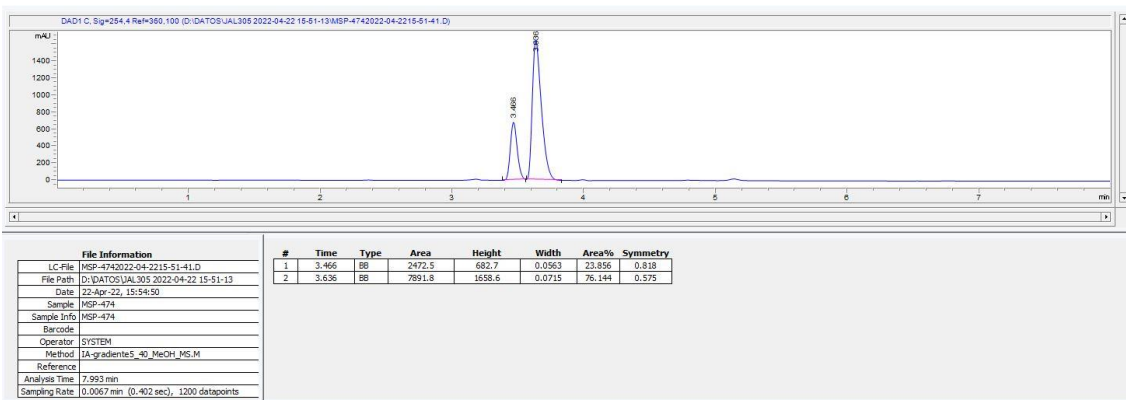 DAD1 C, Sig=254,4 Ref=360,100 (D:\DATOS\JAL305 2022-04-22 15-51-13\MSP-4742022-04-2215-51-41.D)
mAU
3.636
1400
1200
1000
800
3.466
600
400
200
0
1 2 3 4 5 6 7 min
File Information
LC-File MSP-4742022-04-2215-51-41.D
File Path D:\DATOS\JAL305 2022-04-22 15-51-13
Date 22-Apr-22, 15:54:50
Sample MSP-474
Sample Info MSP-474
Barcode
Operator SYSTEM
Method IA-gradiente5_40_MeOH_MS.M
Reference
Analysis Time 7.993 min
Sampling Rate 0.0067 min (0.402 sec), 1200 datapoints
# Time Type Area Height Width Area% Symmetry
1 3.466 BB 2472.5 682.7 0.0563 23.856 0.818
2 3.636 BB 7891.8 1658.6 0.0715 76.144 0.575